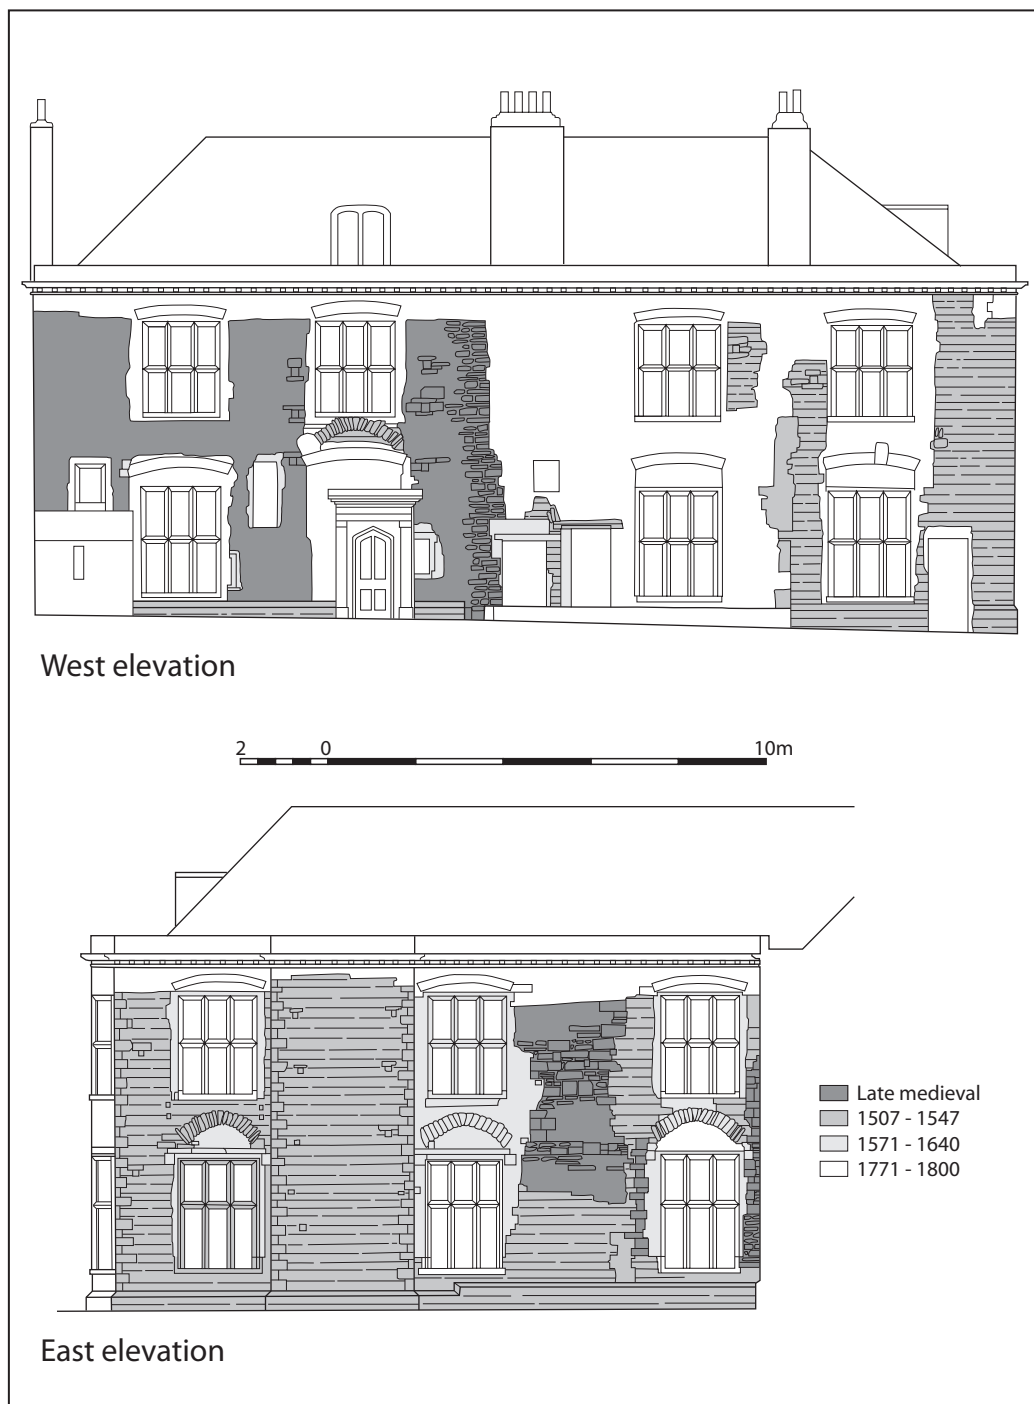 West elevation
2 0 10m
Late medieval
1507 - 1547
1571 - 1640
1771 - 1800
East elevation